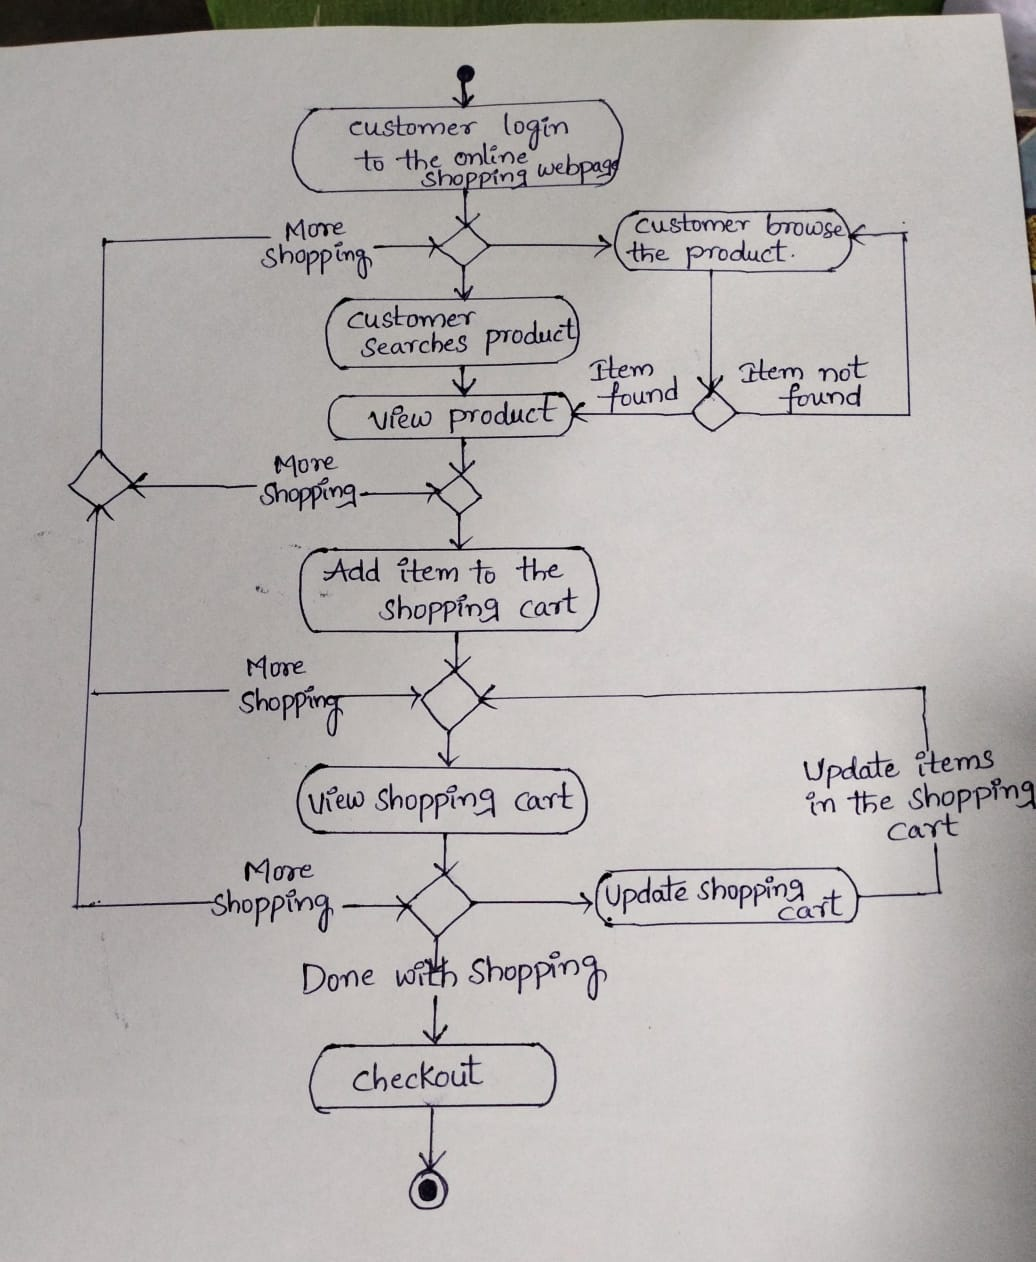 customer login
to the online
shopping webpage
More
Shopping
customer browse
the product.
customer
searches product
Item
found
Item not
found
view product
More
Shopping
Add item to the
shopping cart
More
Shopping
view shopping cart
Update items
in the shopping
cart
More
Shopping
Update shopping
cart
Done with Shopping
checkout